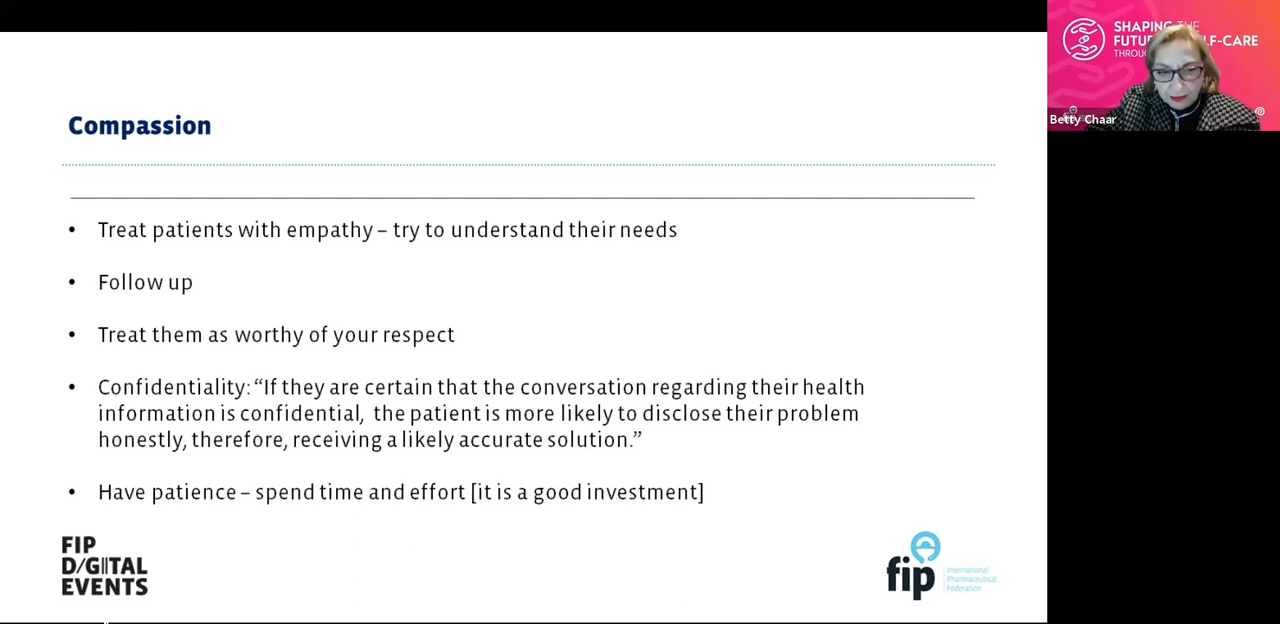 Compassion
• Treat patients with empathy – try to understand their needs
• Follow up
• Treat them as worthy of your respect
• Confidentiality: “If they are certain that the conversation regarding their health
information is confidential,  the patient is more likely to disclose their problem
honestly, therefore, receiving a likely accurate solution.”
• Have patience – spend time and effort [it is a good investment]
FIP
D/GITAL
EVENTS
fip
International
Pharmaceutical
Federation
SHAPING THE
LF-CARE
Betty Chaar